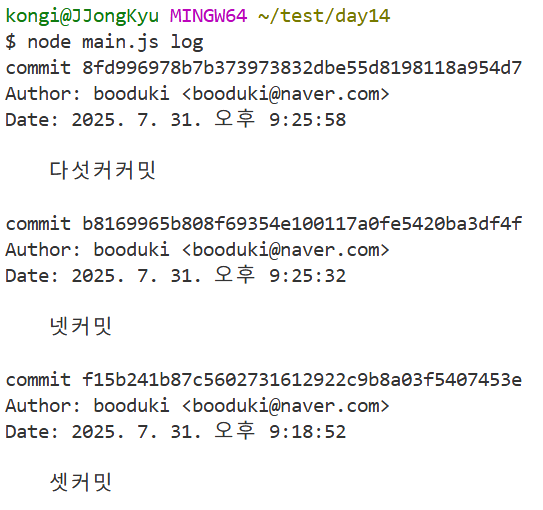 kongi@JJongKyu MINGW64 ~/test/day14
$ node main.js log
commit 8fd996978b7b373973832dbe55d8198118a954d7
Author: booduki <booduki@naver.com>
Date: 2025. 7. 31. 오후 9:25:58
다섯커커밋
commit b8169965b808f69354e100117a0fe5420ba3df4f
Author: booduki <booduki@naver.com>
Date: 2025. 7. 31. 오후 9:25:32
넷커밋
commit f15b241b87c5602731612922c9b8a03f5407453e
Author: booduki <booduki@naver.com>
Date: 2025. 7. 31. 오후 9:18:52
셋커밋